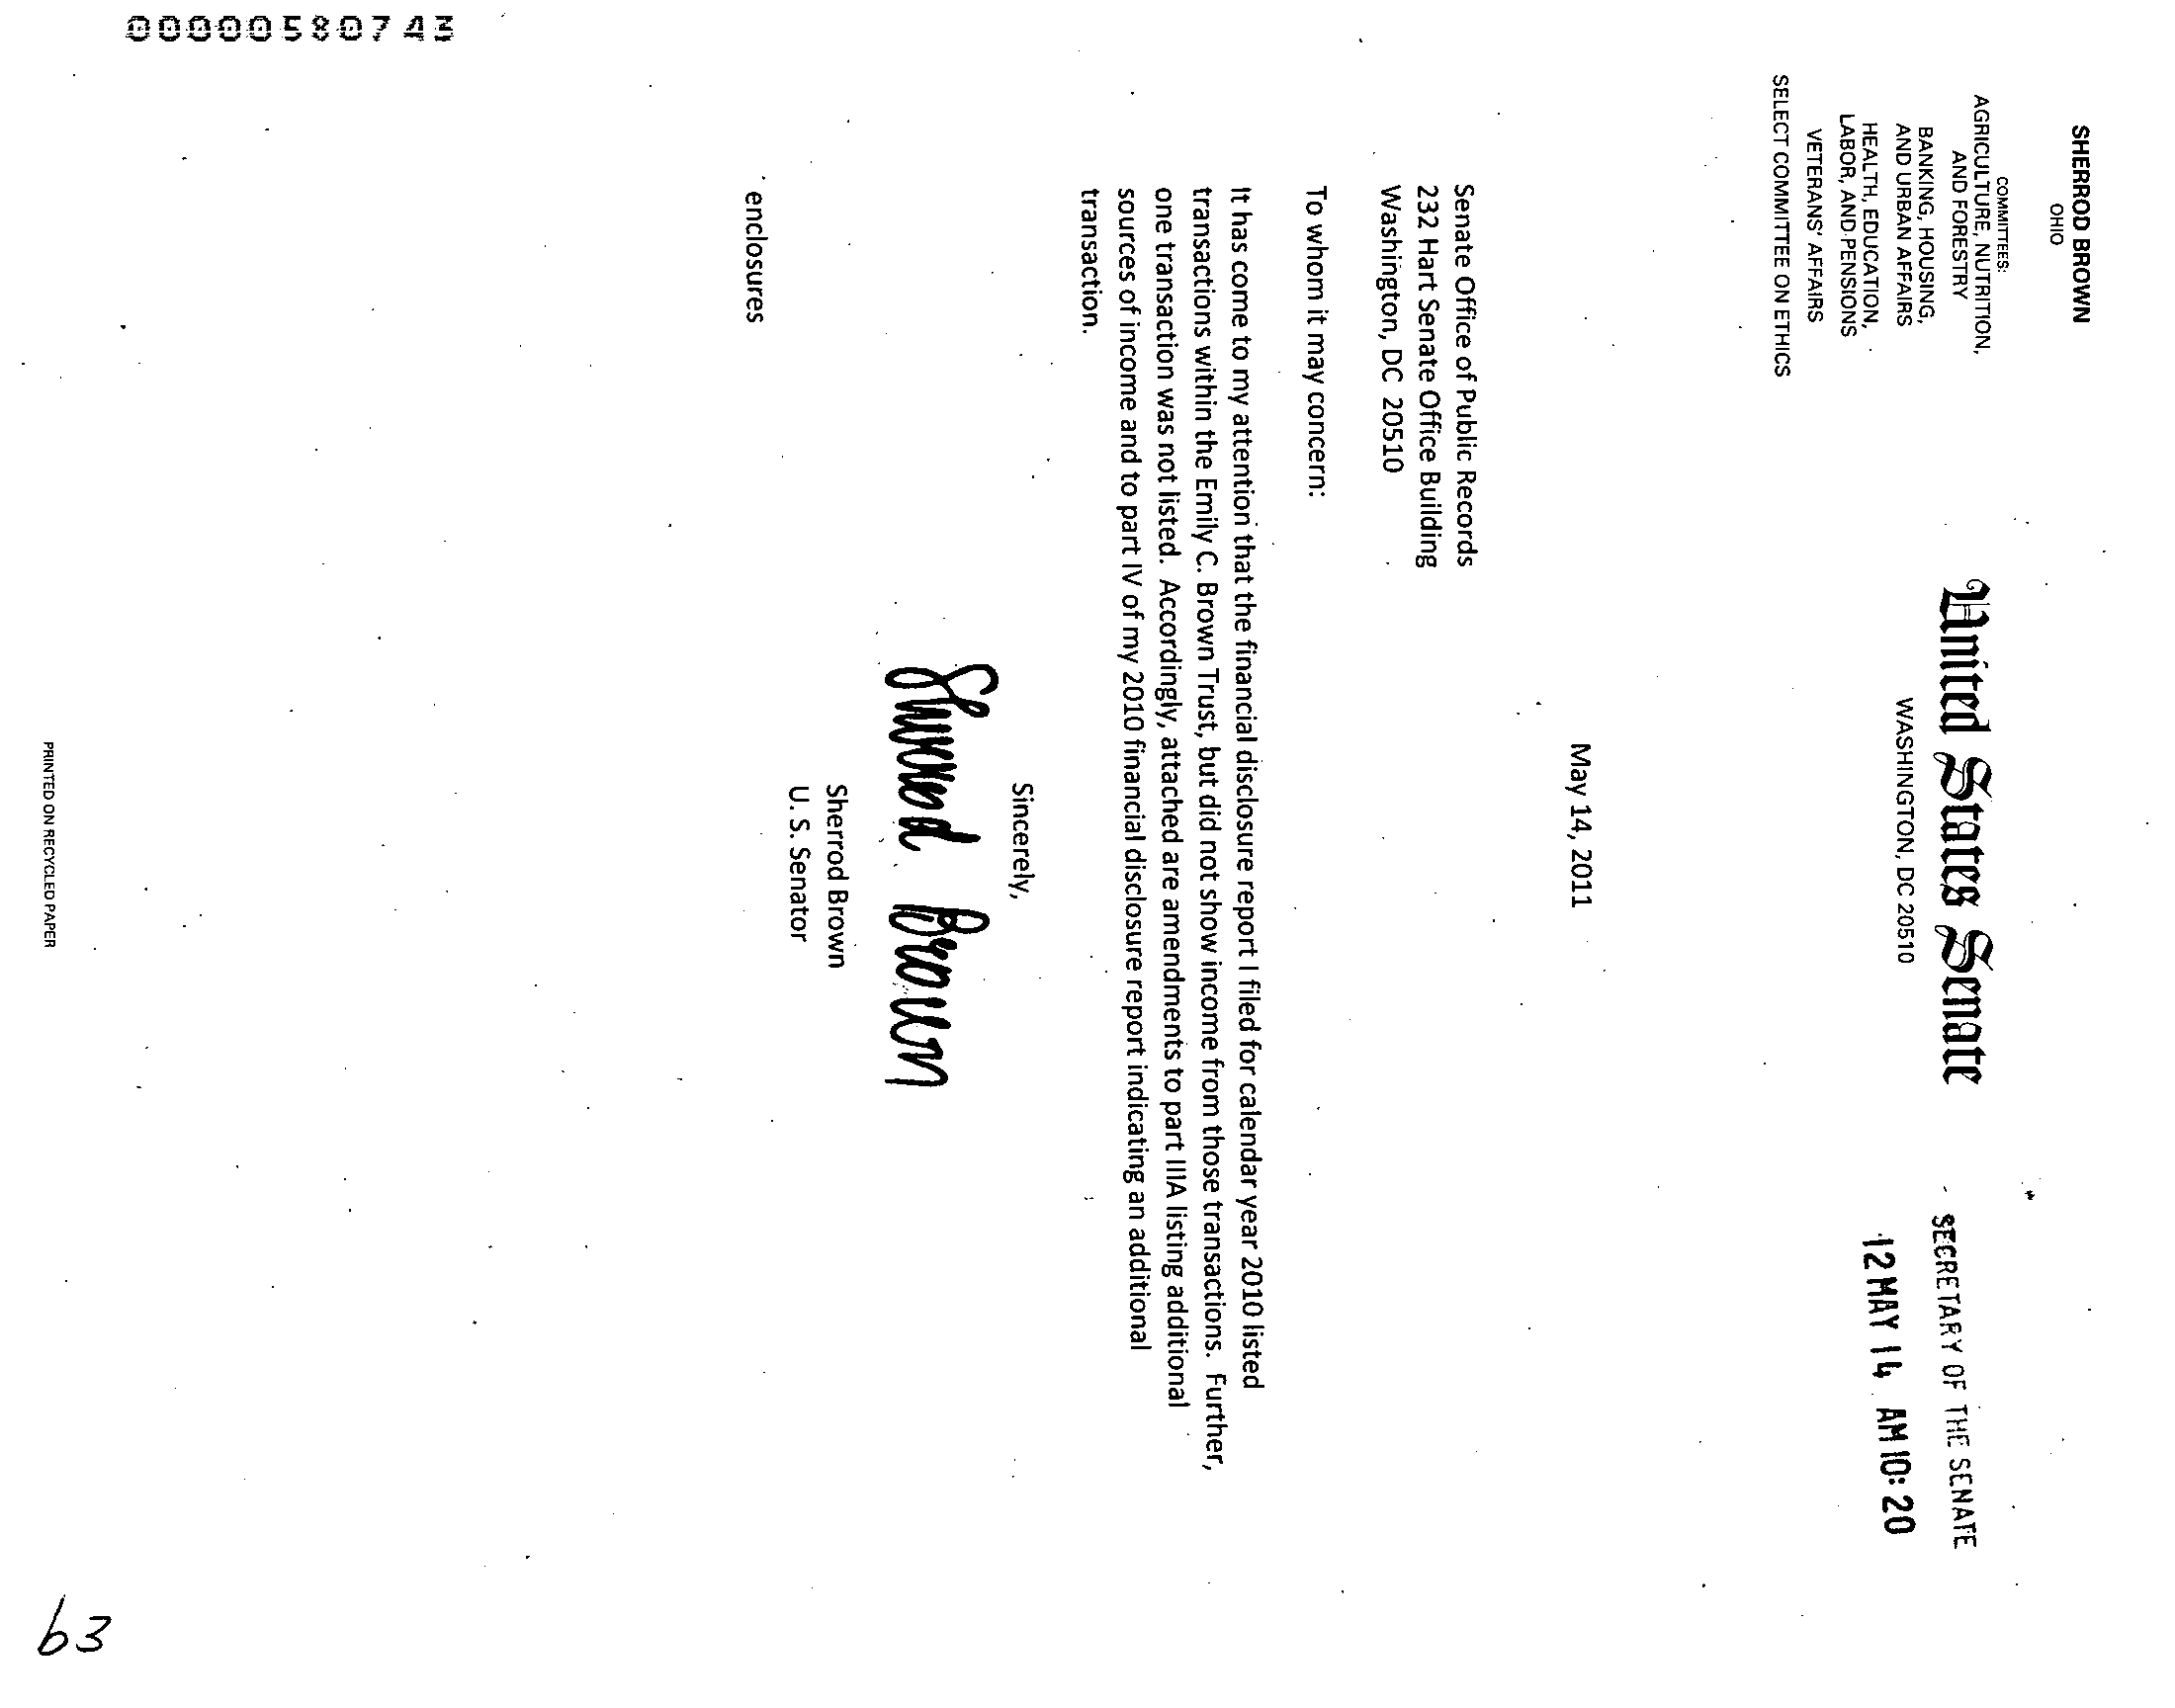 SHERROD BROWN
OHIO
COMMITTEES:
AGRICULTURE, NUTRITION,
AND FORESTRY
BANKING, HOUSING,
AND URBAN AFFAIRS
HEALTH, EDUCATION,
LABOR, AND PENSIONS
VETERANS' AFFAIRS
SELECT COMMITTEE ON ETHICS
United States Senate
WASHINGTON, DC 20510
SECRETARY OF THE SENATE
12 MAY 14 AM 10:20
May 14, 2011
Senate Office of Public Records
232 Hart Senate Office Building
Washington, DC 20510
To whom it may concern:
It has come to my attention that the financial disclosure report I filed for calendar year 2010 listed
transactions within the Emily C. Brown Trust, but did not show income from those transactions. Further,
one transaction was not listed. Accordingly, attached are amendments to part IIIA listing additional
sources of income and to part IV of my 2010 financial disclosure report indicating an additional
transaction.
Sincerely,
Sherrod Brown
Sherrod Brown
U. S. Senator
enclosures
PRINTED ON RECYCLED PAPER
00000580743
63